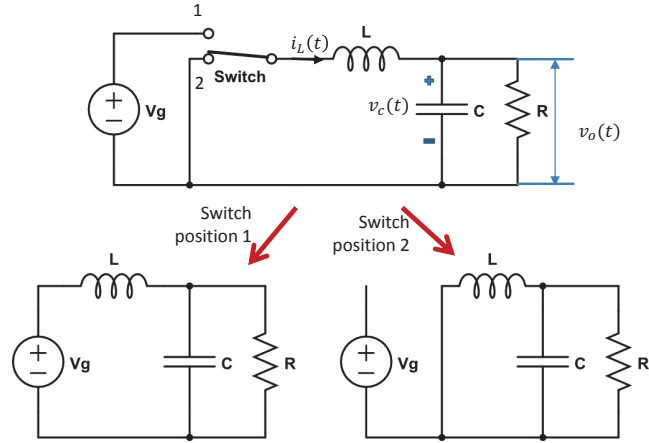 1
i_L(t)
L
2
Switch
+
−
Vg
v_c(t)
+
−
C
R
v_o(t)
Switch
position 1
Switch
position 2
L
+
−
Vg
C
R
L
+
−
Vg
C
R